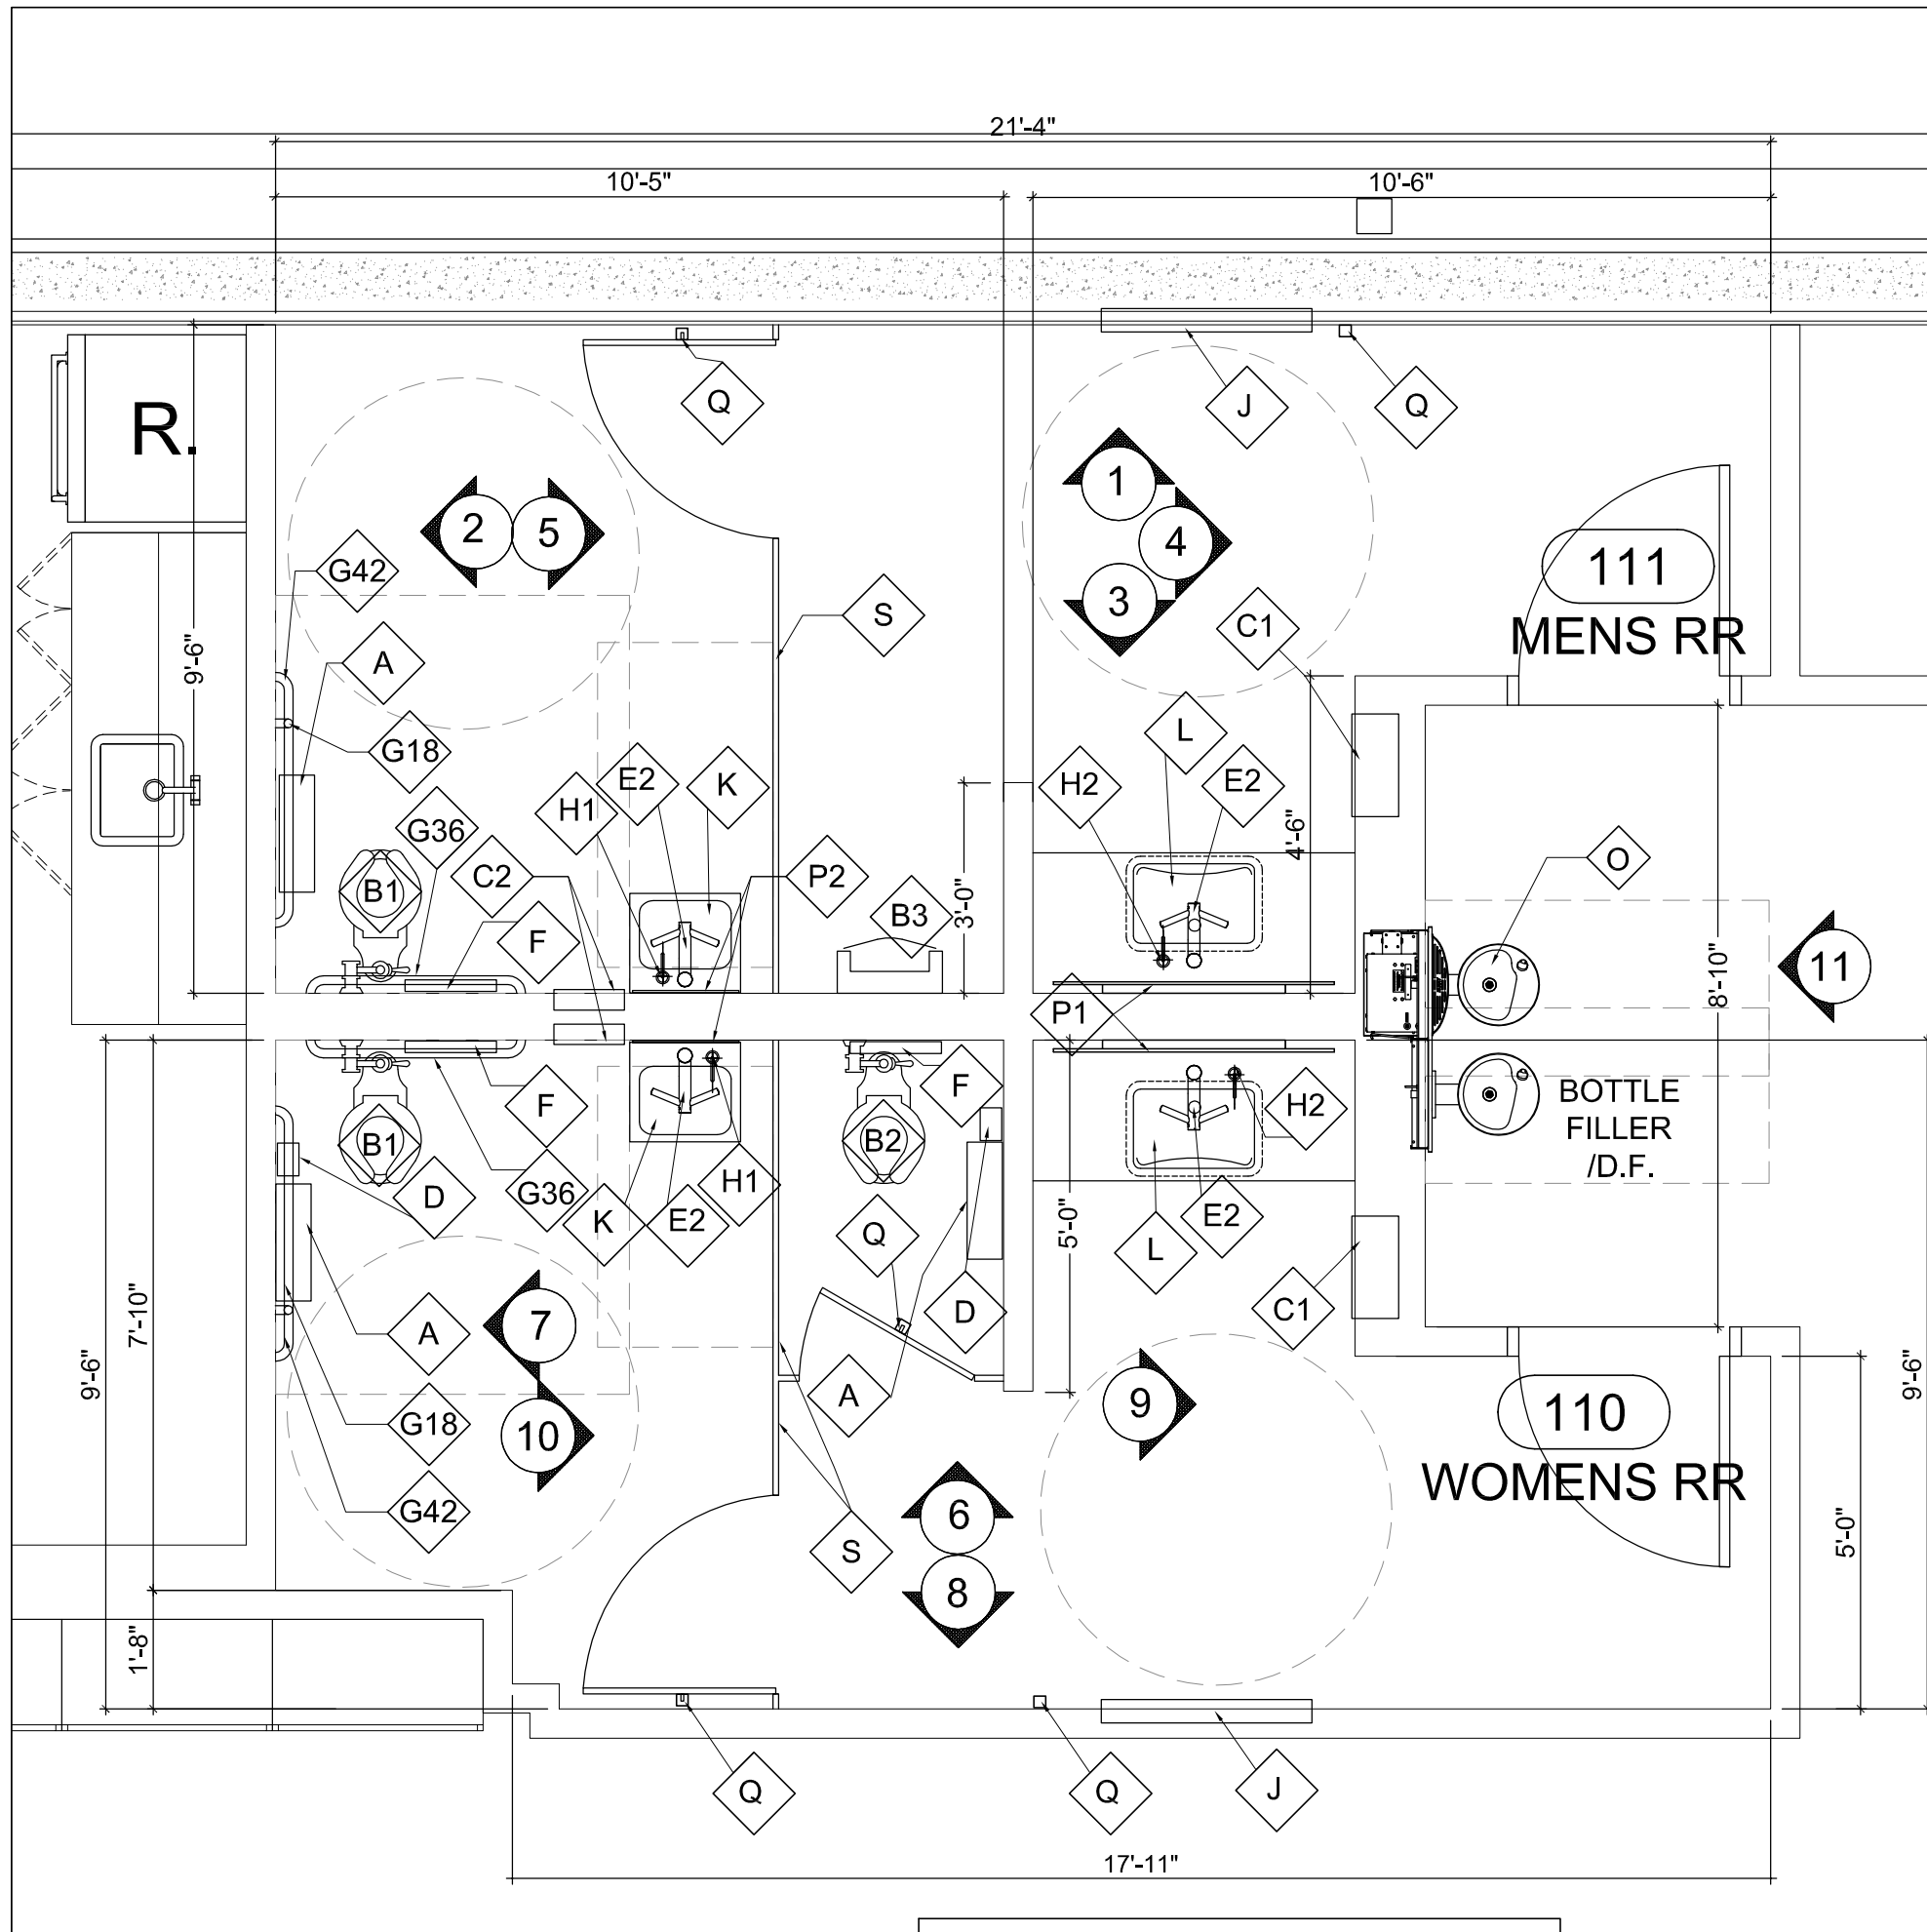 21'-4"
10'-5"
10'-6"
R.
Q
J
Q
2
5
1
4
3
G42
S
C1
111
MENS RR
9'-6"
A
G18
E2
K
H1
H2
L
E2
4'-6"
G36
C2
P2
B1
B3
3'-0"
O
F
11
8'-10"
P1
F
F
BOTTLE
FILLER
/D.F.
H2
B1
B2
D
G36
K
E2
H1
Q
5'-0"
L
E2
D
C1
7'-10"
A
7
9'-6"
9'-6"
A
9
110
WOMENS RR
G18
10
G42
6
S
5'-0"
8
1'-8"
Q
Q
J
17'-11"